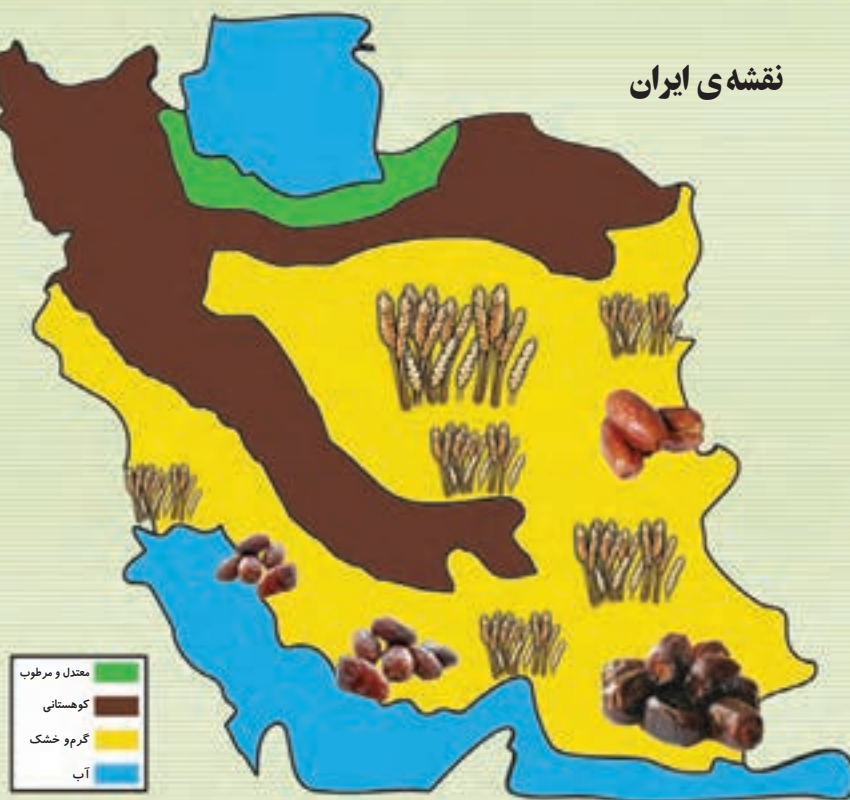 نقشه‌ی ایران
معتدل و مرطوب
کوهستانی
گرم و خشک
آب